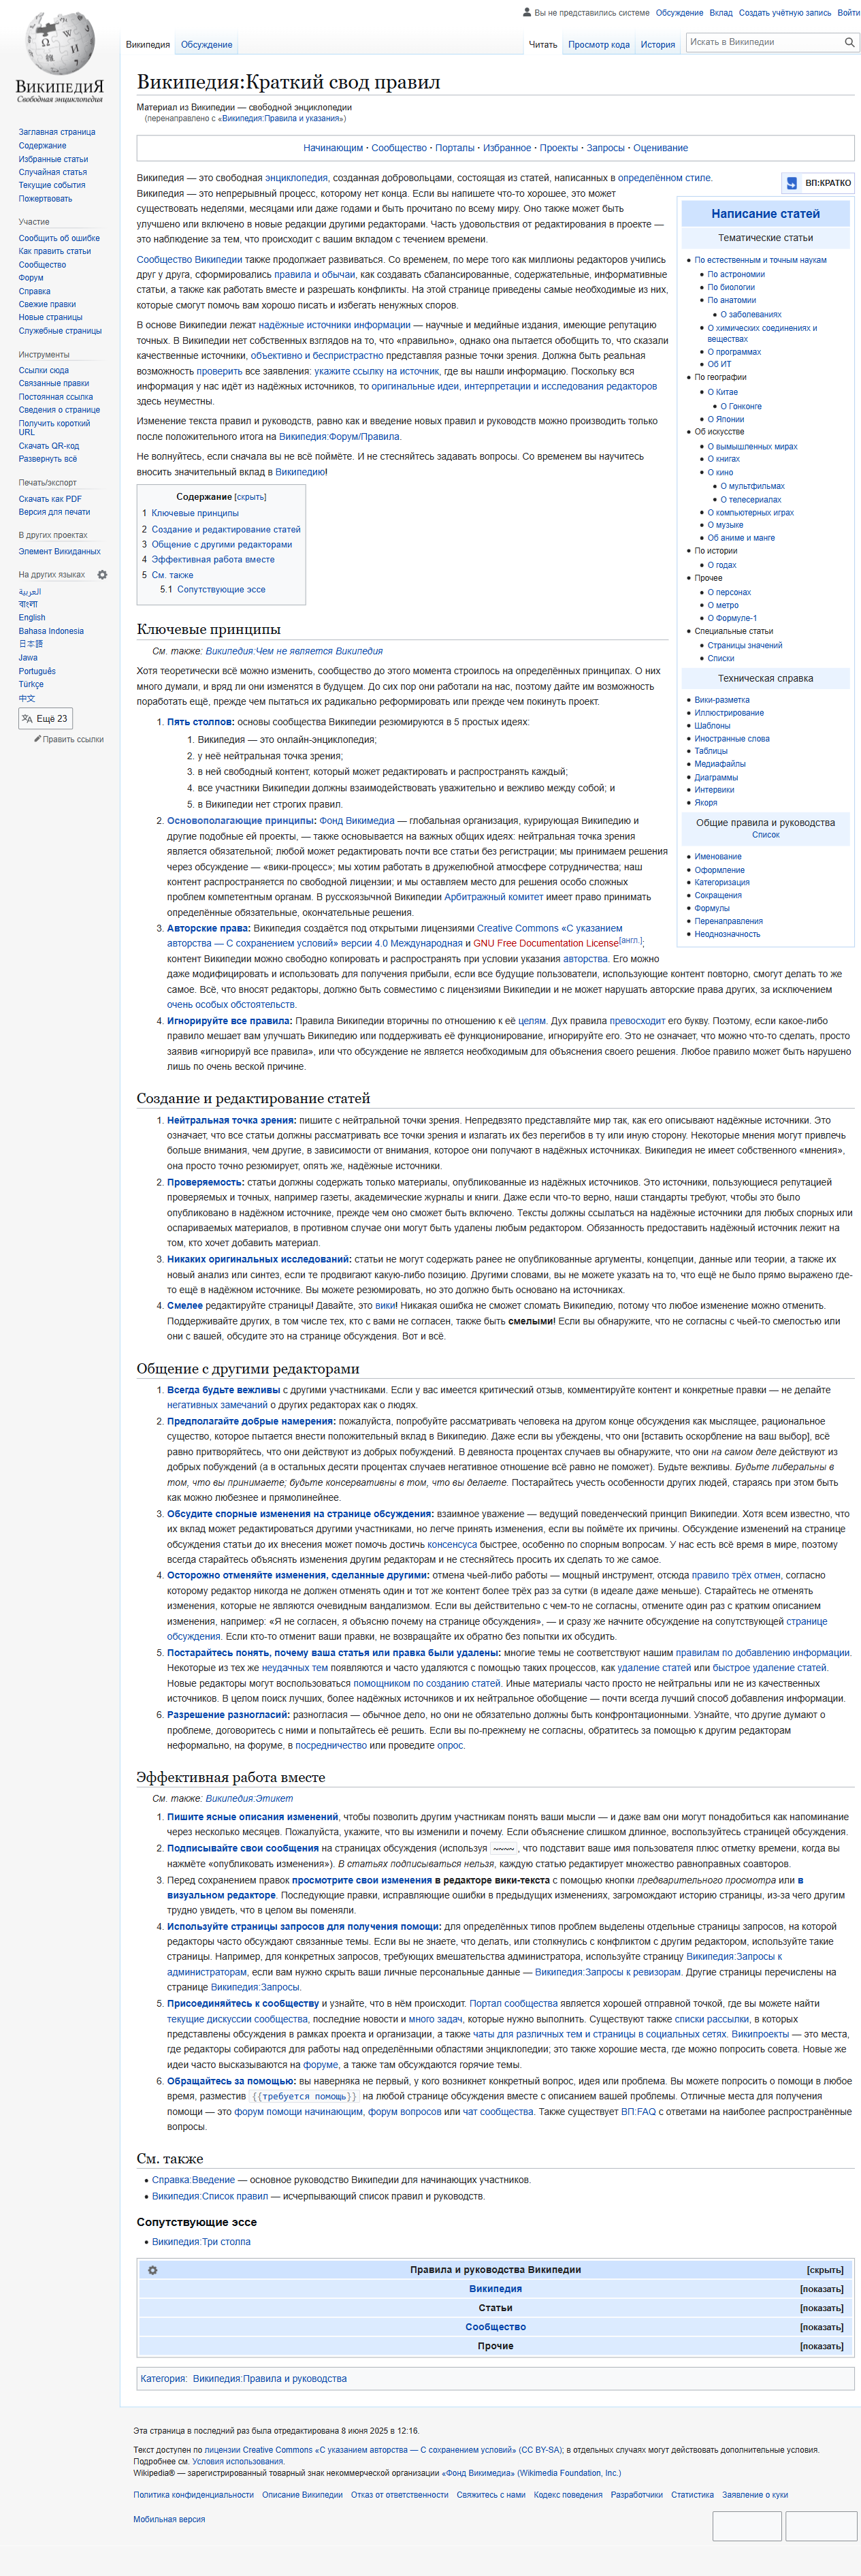 Вы не представились системе Обсуждение Вклад Создать учётную запись Войти
Википедия Обсуждение Читать Просмотр кода История Искать в Википедии
ВИКИПЕДИЯ
Свободная энциклопедия
Заглавная страница
Содержание
Избранные статьи
Случайная статья
Текущие события
Пожертвовать
Участие
Сообщить об ошибке
Как править статьи
Сообщество
Форум
Справка
Свежие правки
Новые страницы
Служебные страницы
Инструменты
Ссылки сюда
Связанные правки
Постоянная ссылка
Сведения о странице
Получить короткий
URL
Скачать QR-код
Развернуть всё
Печать/экспорт
Скачать как PDF
Версия для печати
В других проектах
Элемент Викиданных
На других языках
العربية
বাংলা
English
Bahasa Indonesia
日本語
Jawa
Português
Türkçe
中文
Ещё 23
Править ссылки
Википедия:Краткий свод правил
Материал из Википедии — свободной энциклопедии
(перенаправлено с «Википедия:Правила и указания»)
Начинающим · Сообщество · Порталы · Избранное · Проекты · Запросы · Оценивание
ВП:КРАТКО
Википедия — это свободная энциклопедия, созданная добровольцами, состоящая из статей, написанных в определённом стиле.
Википедия — это непрерывный процесс, которому нет конца. Если вы напишете что-то хорошее, это может
существовать неделями, месяцами или даже годами и быть прочитано по всему миру. Оно также может быть
улучшено или включено в новые редакции другими редакторами. Часть удовольствия от редактирования в проекте —
это наблюдение за тем, что происходит с вашим вкладом с течением времени.
Сообщество Википедии также продолжает развиваться. Со временем, по мере того как миллионы редакторов учились
друг у друга, сформировались правила и обычаи, как создавать сбалансированные, содержательные, информативные
статьи, а также как работать вместе и разрешать конфликты. На этой странице приведены самые необходимые из них,
которые смогут помочь вам хорошо писать и избегать ненужных споров.
В основе Википедии лежат надёжные источники информации — научные и медийные издания, имеющие репутацию
точных. В Википедии нет собственных взглядов на то, что «правильно», однако она пытается обобщить то, что сказали
качественные источники, объективно и беспристрастно представляя разные точки зрения. Должна быть реальная
возможность проверить все заявления: укажите ссылку на источник, где вы нашли информацию. Поскольку вся
информация у нас идёт из надёжных источников, то оригинальные идеи, интерпретации и исследования редакторов
здесь неуместны.
Изменение текста правил и руководств, равно как и введение новых правил и руководств можно производить только
после положительного итога на Википедия:Форум/Правила.
Не волнуйтесь, если сначала вы не всё поймёте. И не стесняйтесь задавать вопросы. Со временем вы научитесь
вносить значительный вклад в Википедию!
Содержание [скрыть]
1 Ключевые принципы
2 Создание и редактирование статей
3 Общение с другими редакторами
4 Эффективная работа вместе
5 См. также
5.1 Сопутствующие эссе
Написание статей
Тематические статьи
По естественным и точным наукам
По астрономии
По биологии
По анатомии
О заболеваниях
О химических соединениях и
веществах
О программах
Об ИТ
По географии
О Китае
О Гонконге
О Японии
Об искусстве
О вымышленных мирах
О книгах
О кино
О мультфильмах
О телесериалах
О компьютерных играх
О музыке
Об аниме и манге
По истории
О годах
Прочее
О персонах
О метро
О Формуле-1
Специальные статьи
Страницы значений
Списки
Техническая справка
Вики-разметка
Иллюстрирование
Шаблоны
Иностранные слова
Таблицы
Медиафайлы
Диаграммы
Интервики
Якоря
Общие правила и руководства
Список
Именование
Оформление
Категоризация
Сокращения
Формулы
Перенаправления
Неоднозначность
Ключевые принципы
См. также: Википедия:Чем не является Википедия
Хотя теоретически всё можно изменить, сообщество до этого момента строилось на определённых принципах. О них
много думали, и вряд ли они изменятся в будущем. До сих пор они работали на нас, поэтому дайте им возможность
поработать ещё, прежде чем пытаться их радикально реформировать или прежде чем покинуть проект.
1. Пять столпов: основы сообщества Википедии резюмируются в 5 простых идеях:
1. Википедия — это онлайн-энциклопедия;
2. у неё нейтральная точка зрения;
3. в ней свободный контент, который может редактировать и распространять каждый;
4. все участники Википедии должны взаимодействовать уважительно и вежливо между собой; и
5. в Википедии нет строгих правил.
2. Основополагающие принципы: Фонд Викимедиа — глобальная организация, курирующая Википедию и
другие подобные ей проекты, — также основывается на важных общих идеях: нейтральная точка зрения
является обязательной; любой может редактировать почти все статьи без регистрации; мы принимаем решения
через обсуждение — «вики-процесс»; мы хотим работать в дружелюбной атмосфере сотрудничества; наш
контент распространяется по свободной лицензии; и мы оставляем место для решения особо сложных
проблем компетентным органам. В русскоязычной Википедии Арбитражный комитет имеет право принимать
определённые обязательные, окончательные решения.
3. Авторские права: Википедия создаётся под открытыми лицензиями Creative Commons «С указанием
авторства — С сохранением условий» версии 4.0 Международная и GNU Free Documentation License[англ.];
контент Википедии можно свободно копировать и распространять при условии указания авторства. Его можно
даже модифицировать и использовать для получения прибыли, если все будущие пользователи, использующие контент повторно, смогут делать то же
самое. Всё, что вносят редакторы, должно быть совместимо с лицензиями Википедии и не может нарушать авторские права других, за исключением
очень особых обстоятельств.
4. Игнорируйте все правила: Правила Википедии вторичны по отношению к её целям. Дух правила превосходит его букву. Поэтому, если какое-либо
правило мешает вам улучшать Википедию или поддерживать её функционирование, игнорируйте его. Это не означает, что можно что-то сделать, просто
заявив «игнорируй все правила», или что обсуждение не является необходимым для объяснения своего решения. Любое правило может быть нарушено
лишь по очень веской причине.
Создание и редактирование статей
1. Нейтральная точка зрения: пишите с нейтральной точки зрения. Непредвзято представляйте мир так, как его описывают надёжные источники. Это
означает, что все статьи должны рассматривать все точки зрения и излагать их без перегибов в ту или иную сторону. Некоторые мнения могут привлечь
больше внимания, чем другие, в зависимости от внимания, которое они получают в надёжных источниках. Википедия не имеет собственного «мнения»,
она просто точно резюмирует, опять же, надёжные источники.
2. Проверяемость: статьи должны содержать только материалы, опубликованные из надёжных источников. Это источники, пользующиеся репутацией
проверяемых и точных, например газеты, академические журналы и книги. Даже если что-то верно, наши стандарты требуют, чтобы это было
опубликовано в надёжном источнике, прежде чем оно сможет быть включено. Тексты должны ссылаться на надёжные источники для любых спорных или
оспариваемых материалов, в противном случае они могут быть удалены любым редактором. Обязанность предоставить надёжный источник лежит на
том, кто хочет добавить материал.
3. Никаких оригинальных исследований: статьи не могут содержать ранее не опубликованные аргументы, концепции, данные или теории, а также их
новый анализ или синтез, если те продвигают какую-либо позицию. Другими словами, вы не можете указать на то, что ещё не было прямо выражено где-
то ещё в надёжном источнике. Вы можете резюмировать, но это должно быть основано на источниках.
4. Смелее редактируйте страницы! Давайте, это вики! Никакая ошибка не сможет сломать Википедию, потому что любое изменение можно отменить.
Поддерживайте других, в том числе тех, кто с вами не согласен, также быть смелыми! Если вы обнаружите, что не согласны с чьей-то смелостью или
они с вашей, обсудите это на странице обсуждения. Вот и всё.
Общение с другими редакторами
1. Всегда будьте вежливы с другими участниками. Если у вас имеется критический отзыв, комментируйте контент и конкретные правки — не делайте
негативных замечаний о других редакторах как о людях.
2. Предполагайте добрые намерения: пожалуйста, попробуйте рассматривать человека на другом конце обсуждения как мыслящее, рациональное
существо, которое пытается внести положительный вклад в Википедию. Даже если вы убеждены, что они [вставить оскорбление на ваш выбор], всё
равно притворяйтесь, что они действуют из добрых побуждений. В девяноста процентах случаев вы обнаружите, что они на самом деле действуют из
добрых побуждений (а в остальных десяти процентах случаев негативное отношение всё равно не поможет). Будьте вежливы. Будьте либеральны в
том, что вы принимаете; будьте консервативны в том, что вы делаете. Постарайтесь учесть особенности других людей, стараясь при этом быть
как можно любезнее и прямолинейнее.
3. Обсудите спорные изменения на странице обсуждения: взаимное уважение — ведущий поведенческий принцип Википедии. Хотя всем известно, что
их вклад может редактироваться другими участниками, но легче принять изменения, если вы поймёте их причины. Обсуждение изменений на странице
обсуждения статьи до их внесения может помочь достичь консенсуса быстрее, особенно по спорным вопросам. У нас есть всё время в мире, поэтому
всегда старайтесь объяснять изменения другим редакторам и не стесняйтесь просить их сделать то же самое.
4. Осторожно отменяйте изменения, сделанные другими: отмена чьей-либо работы — мощный инструмент, отсюда правило трёх отмен, согласно
которому редактор никогда не должен отменять один и тот же контент более трёх раз за сутки (в идеале даже меньше). Старайтесь не отменять
изменения, которые не являются очевидным вандализмом. Если вы действительно с чем-то не согласны, отмените один раз с кратким описанием
изменения, например: «Я не согласен, я объясню почему на странице обсуждения», — и сразу же начните обсуждение на сопутствующей странице
обсуждения. Если кто-то отменит ваши правки, не возвращайте их обратно без попытки их обсудить.
5. Постарайтесь понять, почему ваша статья или правка были удалены: многие темы не соответствуют нашим правилам по добавлению информации.
Некоторые из тех же неудачных тем появляются и часто удаляются с помощью таких процессов, как удаление статей или быстрое удаление статей.
Новые редакторы могут воспользоваться помощником по созданию статей. Иные материалы часто просто не нейтральны или не из качественных
источников. В целом поиск лучших, более надёжных источников и их нейтральное обобщение — почти всегда лучший способ добавления информации.
6. Разрешение разногласий: разногласия — обычное дело, но они не обязательно должны быть конфронтационными. Узнайте, что другие думают о
проблеме, договоритесь с ними и попытайтесь её решить. Если вы по-прежнему не согласны, обратитесь за помощью к другим редакторам
неформально, на форуме, в посредничество или проведите опрос.
Эффективная работа вместе
См. также: Википедия:Этикет
1. Пишите ясные описания изменений, чтобы позволить другим участникам понять ваши мысли — и даже вам они могут понадобиться как напоминание
через несколько месяцев. Пожалуйста, укажите, что вы изменили и почему. Если объяснение слишком длинное, воспользуйтесь страницей обсуждения.
2. Подписывайте свои сообщения на страницах обсуждения (используя ~~~~, что подставит ваше имя пользователя плюс отметку времени, когда вы
нажмёте «опубликовать изменения»). В статьях подписываться нельзя, каждую статью редактирует множество равноправных соавторов.
3. Перед сохранением правок просмотрите свои изменения в редакторе вики-текста с помощью кнопки предварительного просмотра или в
визуальном редакторе. Последующие правки, исправляющие ошибки в предыдущих изменениях, загромождают историю страницы, из-за чего другим
трудно увидеть, что в целом вы поменяли.
4. Используйте страницы запросов для получения помощи: для определённых типов проблем выделены отдельные страницы запросов, на которой
редакторы часто обсуждают связанные темы. Если вы не знаете, что делать, или столкнулись с конфликтом с другим редактором, используйте такие
страницы. Например, для конкретных запросов, требующих вмешательства администратора, используйте страницу Википедия:Запросы к
администраторам, если вам нужно скрыть ваши личные персональные данные — Википедия:Запросы к ревизорам. Другие страницы перечислены на
странице Википедия:Запросы.
5. Присоединяйтесь к сообществу и узнайте, что в нём происходит. Портал сообщества является хорошей отправной точкой, где вы можете найти
текущие дискуссии сообщества, последние новости и много задач, которые нужно выполнить. Существуют также списки рассылки, в которых
представлены обсуждения в рамках проекта и организации, а также чаты для различных тем и страницы в социальных сетях. Википроекты — это места,
где редакторы собираются для работы над определёнными областями энциклопедии; это также хорошие места, где можно попросить совета. Новые же
идеи часто высказываются на форуме, а также там обсуждаются горячие темы.
6. Обращайтесь за помощью: вы наверняка не первый, у кого возникнет конкретный вопрос, идея или проблема. Вы можете попросить о помощи в любое
время, разместив {{требуется помощь}} на любой странице обсуждения вместе с описанием вашей проблемы. Отличные места для получения
помощи — это форум помощи начинающим, форум вопросов или чат сообщества. Также существует ВП:FAQ с ответами на наиболее распространённые
вопросы.
См. также
Справка:Введение — основное руководство Википедии для начинающих участников.
Википедия:Список правил — исчерпывающий список правил и руководств.
Сопутствующие эссе
Википедия:Три столпа
Правила и руководства Википедии [скрыть]
Википедия [показать]
Статьи [показать]
Сообщество [показать]
Прочие [показать]
Категория: Википедия:Правила и руководства
Эта страница в последний раз была отредактирована 8 июня 2025 в 12:16.
Текст доступен по лицензии Creative Commons «С указанием авторства — С сохранением условий» (CC BY-SA); в отдельных случаях могут действовать дополнительные условия.
Подробнее см. Условия использования.
Wikipedia® — зарегистрированный товарный знак некоммерческой организации «Фонд Викимедиа» (Wikimedia Foundation, Inc.)
Политика конфиденциальности Описание Википедии Отказ от ответственности Свяжитесь с нами Кодекс поведения Разработчики Статистика Заявление о куки
Мобильная версия